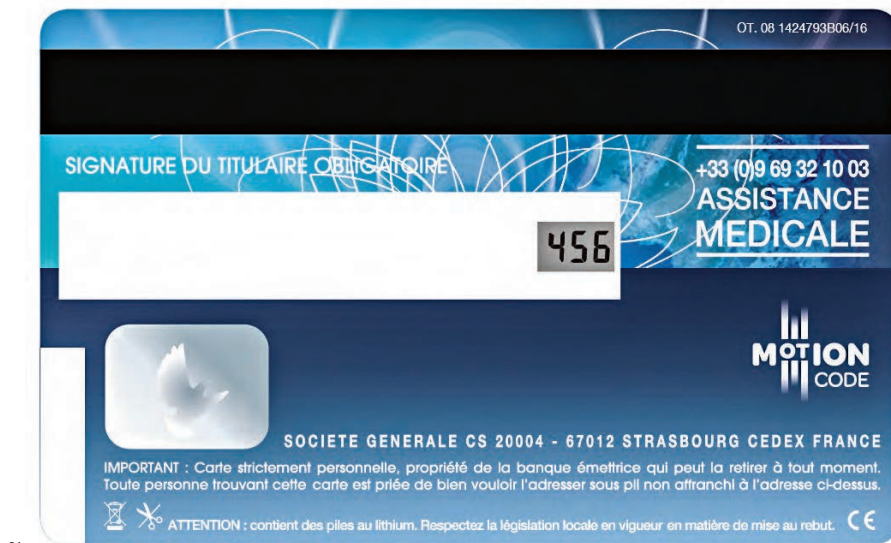 OT. 08 1424793B06/16
SIGNATURE DU TITULAIRE OBLIGATOIRE
+33 (0)9 69 32 10 03
ASSISTANCE
MEDICALE
456
MOTION
CODE
SOCIETE GENERALE CS 20004 - 67012 STRASBOURG CEDEX FRANCE
IMPORTANT : Carte strictement personnelle, propriété de la banque émettrice qui peut la retirer à tout moment.
Toute personne trouvant cette carte est priée de bien vouloir l'adresser sous pli non affranchi à l'adresse ci-dessus.
ATTENTION : contient des piles au lithium. Respectez la législation locale en vigueur en matière de mise au rebut. CE